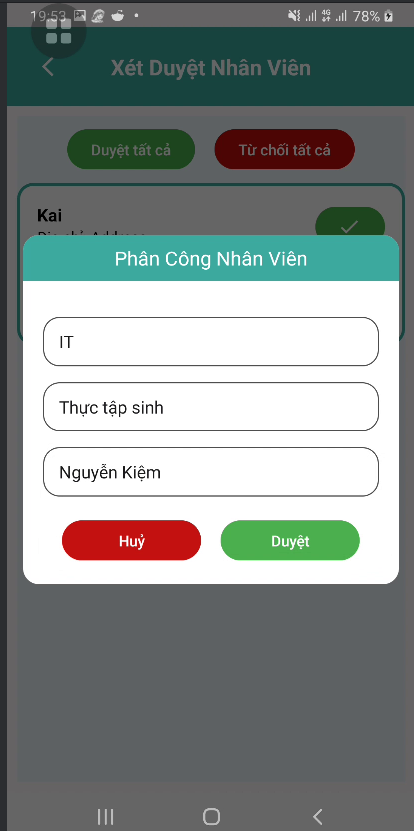 19:53 4G 78%
Xét Duyệt Nhân Viên
Duyệt tất cả Từ chối tất cả
Kai
Phân Công Nhân Viên
IT
Thực tập sinh
Nguyễn Kiệm
Huỷ Duyệt